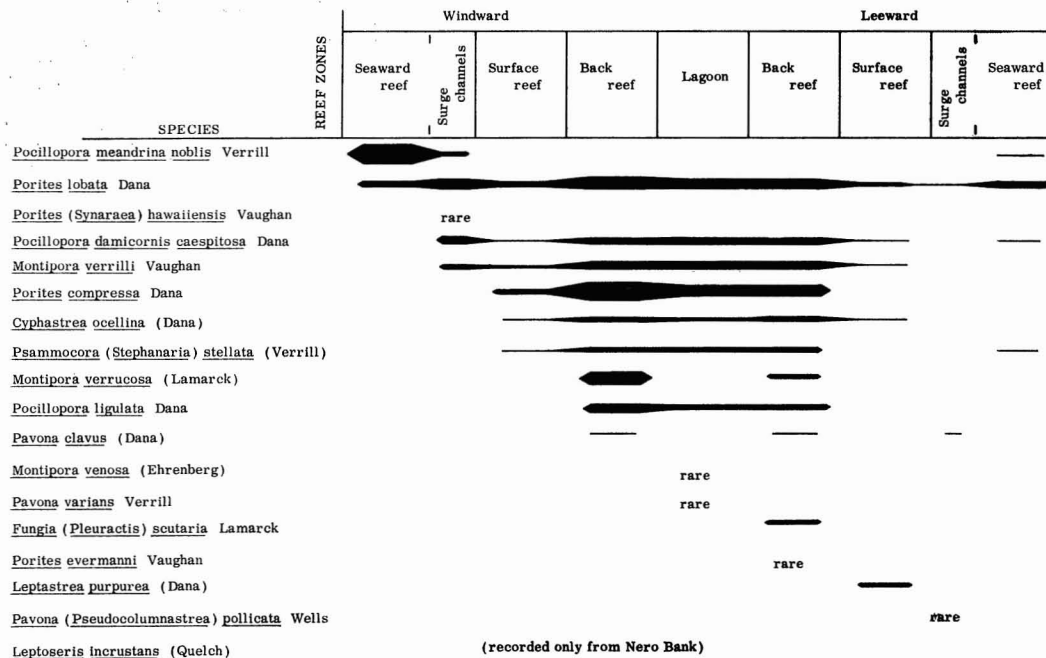 Windward Leeward
REEF ZONES
Seaward reef
Surge channels
Surface reef
Back reef
Lagoon
Back reef
Surface reef
Surge channels
Seaward reef
SPECIES
Pocillopora meandrina noblis Verrill
Porites lobata Dana
Porites (Synaraea) hawaiiensis Vaughan rare
Pocillopora damicornis caespitosa Dana
Montipora verrilli Vaughan
Porites compressa Dana
Cyphastrea ocellina (Dana)
Psammocora (Stephanaria) stellata (Verrill)
Montipora verrucosa (Lamarck)
Pocillopora ligulata Dana
Pavona clavus (Dana)
Montipora venosa (Ehrenberg) rare
Pavona varians Verrill rare
Fungia (Pleuractis) scutaria Lamarck
Porites evermanni Vaughan rare
Leptastrea purpurea (Dana)
Pavona (Pseudocolumnastrea) pollicata Wells rare
Leptoseris incrustans (Quelch) (recorded only from Nero Bank)